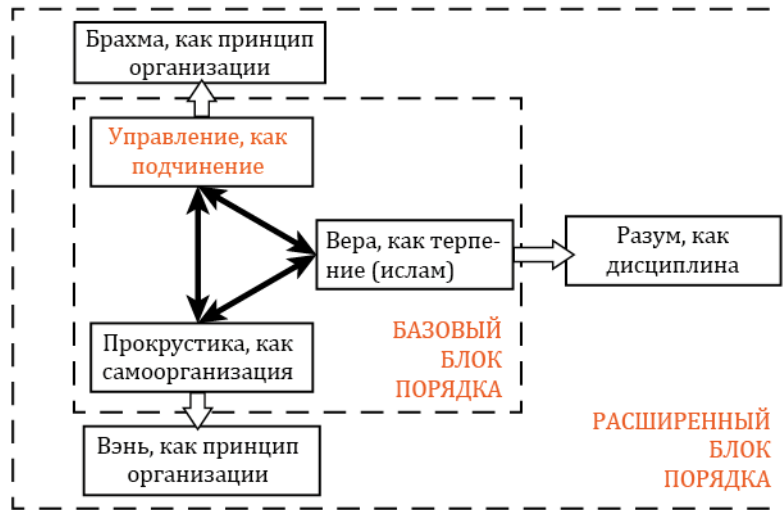 Брахма, как принцип
организации
Управление, как
подчинение
Вера, как терпе-
ние (ислам)
Разум, как
дисциплина
Прокрустика, как
самоорганизация
БАЗОВЫЙ
БЛОК
ПОРЯДКА
Вэнь, как принцип
организации
РАСШИРЕННЫЙ
БЛОК
ПОРЯДКА